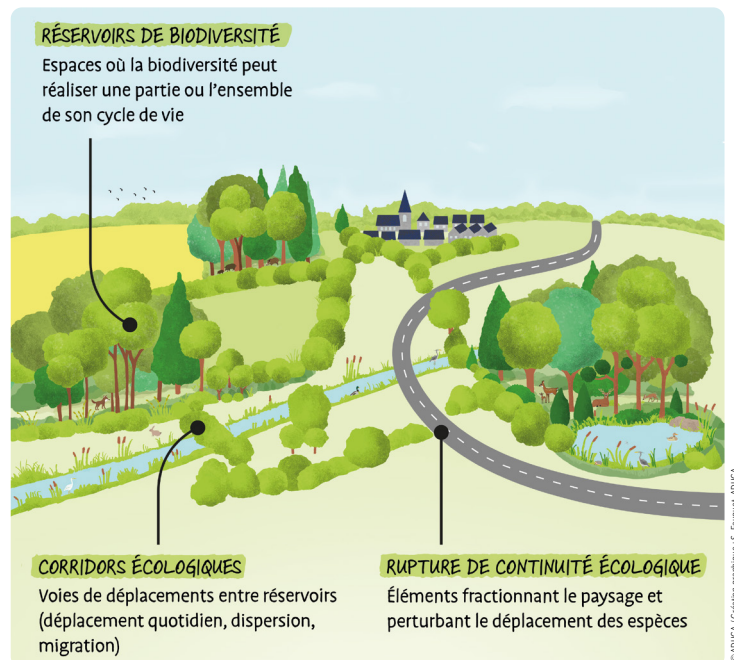 RÉSERVOIRS DE BIODIVERSITÉ
Espaces où la biodiversité peut
réaliser une partie ou l'ensemble
de son cycle de vie
CORRIDORS ÉCOLOGIQUES
Voies de déplacements entre réservoirs
(déplacement quotidien, dispersion,
migration)
RUPTURE DE CONTINUITÉ ÉCOLOGIQUE
Éléments fractionnant le paysage et
perturbant le déplacement des espèces